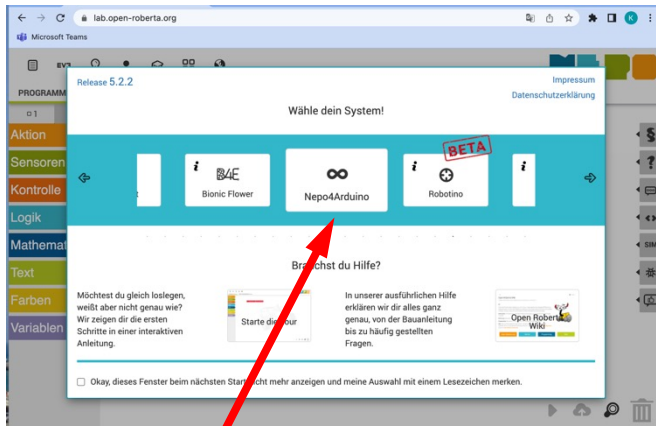 lab.open-roberta.org
Microsoft Teams
K
PROGRAMM
1
Release 5.2.2
Impressum
Datenschutzerklärung
Wähle dein System!
Aktion
Sensoren
Kontrolle
Logik
Mathemat
Text
Farben
Variablen
i
B4E
Bionic Flower
Nepo4Arduino
BETA
i
Robotino
i
SIM
Brauchst du Hilfe?
Möchtest du gleich loslegen,
weißt aber nicht genau wie?
Wir zeigen dir die ersten
Schritte in einer interaktiven
Anleitung.
Starte die Tour
In unserer ausführlichen Hilfe
erklären wir dir alles ganz
genau, von der Bauanleitung
bis zu häufig gestellten
Fragen.
Open Roberta
Wiki
Okay, dieses Fenster beim nächsten Start nicht mehr anzeigen und meine Auswahl mit einem Lesezeichen merken.